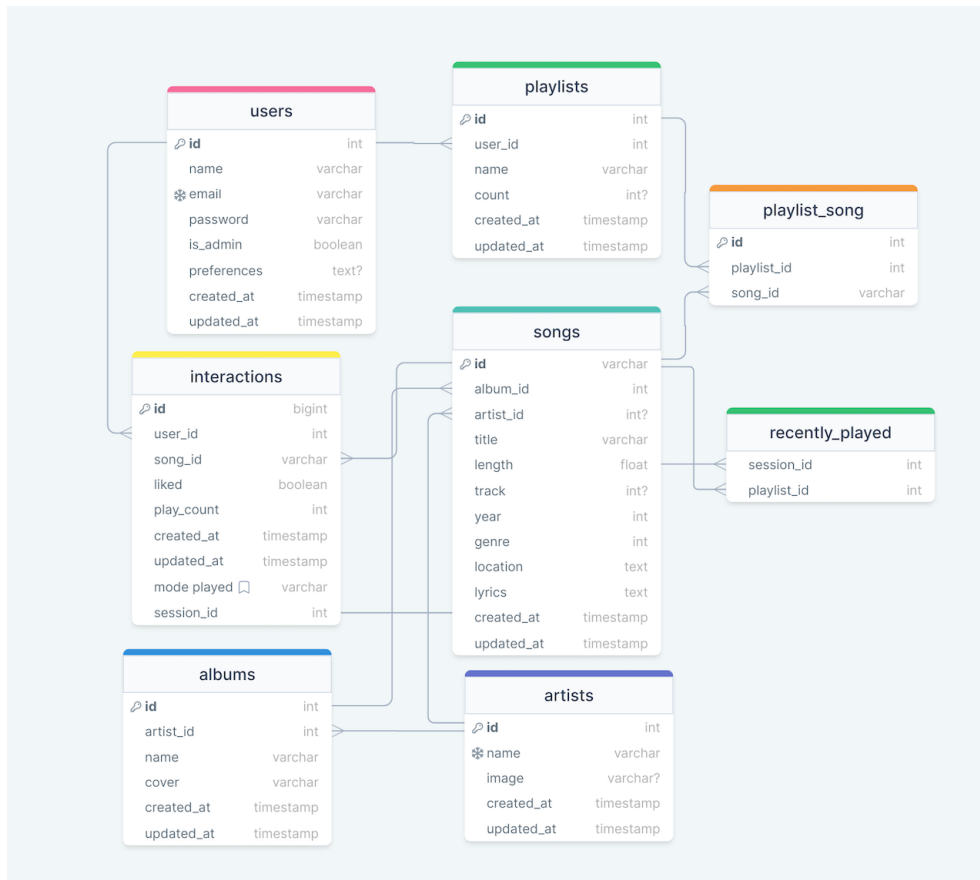 users
id int
name varchar
email varchar
password varchar
is_admin boolean
preferences text?
created_at timestamp
updated_at timestamp
playlists
id int
user_id int
name varchar
count int?
created_at timestamp
updated_at timestamp
playlist_song
id int
playlist_id int
song_id varchar
interactions
id bigint
user_id int
song_id varchar
liked boolean
play_count int
created_at timestamp
updated_at timestamp
mode played varchar
session_id int
songs
id varchar
album_id int
artist_id int?
title varchar
length float
track int?
year int
genre int
location text
lyrics text
created_at timestamp
updated_at timestamp
recently_played
session_id int
playlist_id int
albums
id int
artist_id int
name varchar
cover varchar
created_at timestamp
updated_at timestamp
artists
id int
name varchar
image varchar?
created_at timestamp
updated_at timestamp